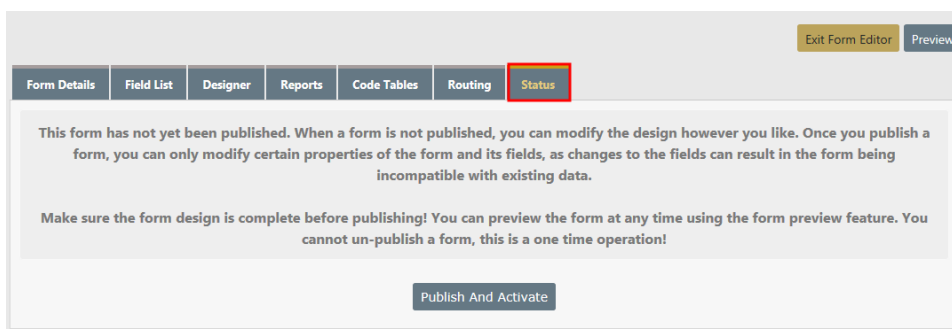 Exit Form Editor Preview
Form Details Field List Designer Reports Code Tables Routing Status
This form has not yet been published. When a form is not published, you can modify the design however you like. Once you publish a
form, you can only modify certain properties of the form and its fields, as changes to the fields can result in the form being
incompatible with existing data.
Make sure the form design is complete before publishing! You can preview the form at any time using the form preview feature. You
cannot un-publish a form, this is a one time operation!
Publish And Activate